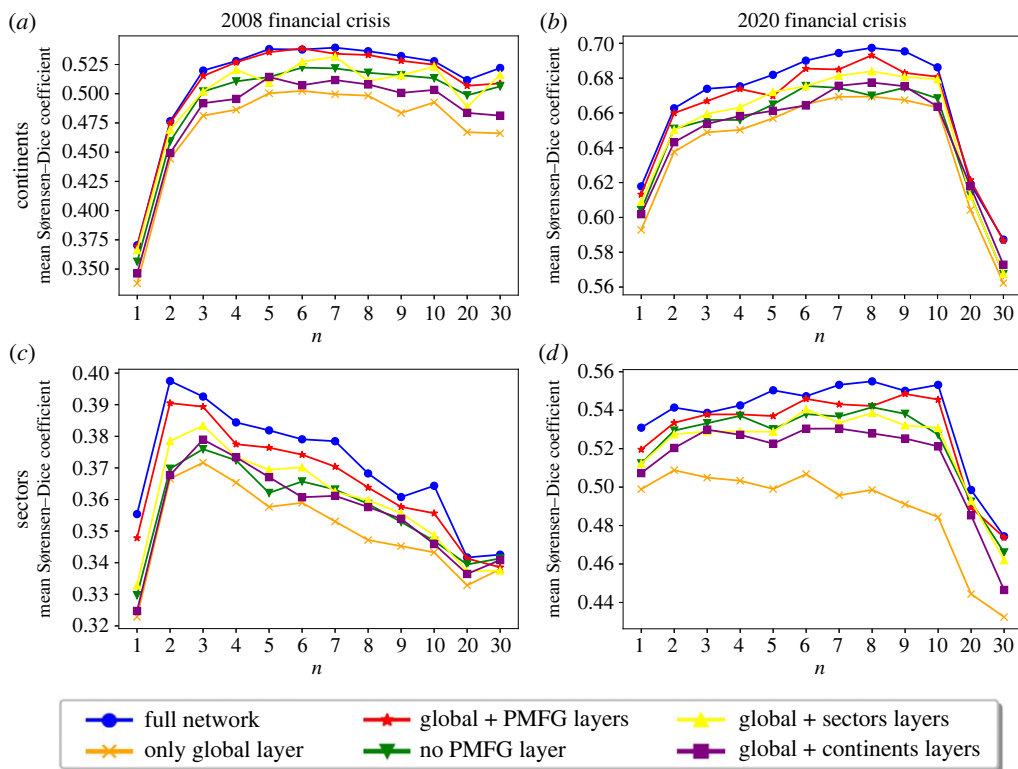 (a) 2008 financial crisis
(b) 2020 financial crisis
continents
mean Sørensen–Dice coefficient
0.525
0.500
0.475
0.450
0.425
0.400
0.375
0.350
1 2 3 4 5 6 7 8 9 10 20 30
n
0.70
0.68
0.66
0.64
0.62
0.60
0.58
0.56
1 2 3 4 5 6 7 8 9 10 20 30
n
(c)
(d)
sectors
mean Sørensen–Dice coefficient
0.40
0.39
0.38
0.37
0.36
0.35
0.34
0.33
0.32
1 2 3 4 5 6 7 8 9 10 20 30
n
mean Sørensen–Dice coefficient
0.56
0.54
0.52
0.50
0.48
0.46
0.44
1 2 3 4 5 6 7 8 9 10 20 30
n
full network
global + PMFG layers
global + sectors layers
only global layer
no PMFG layer
global + continents layers